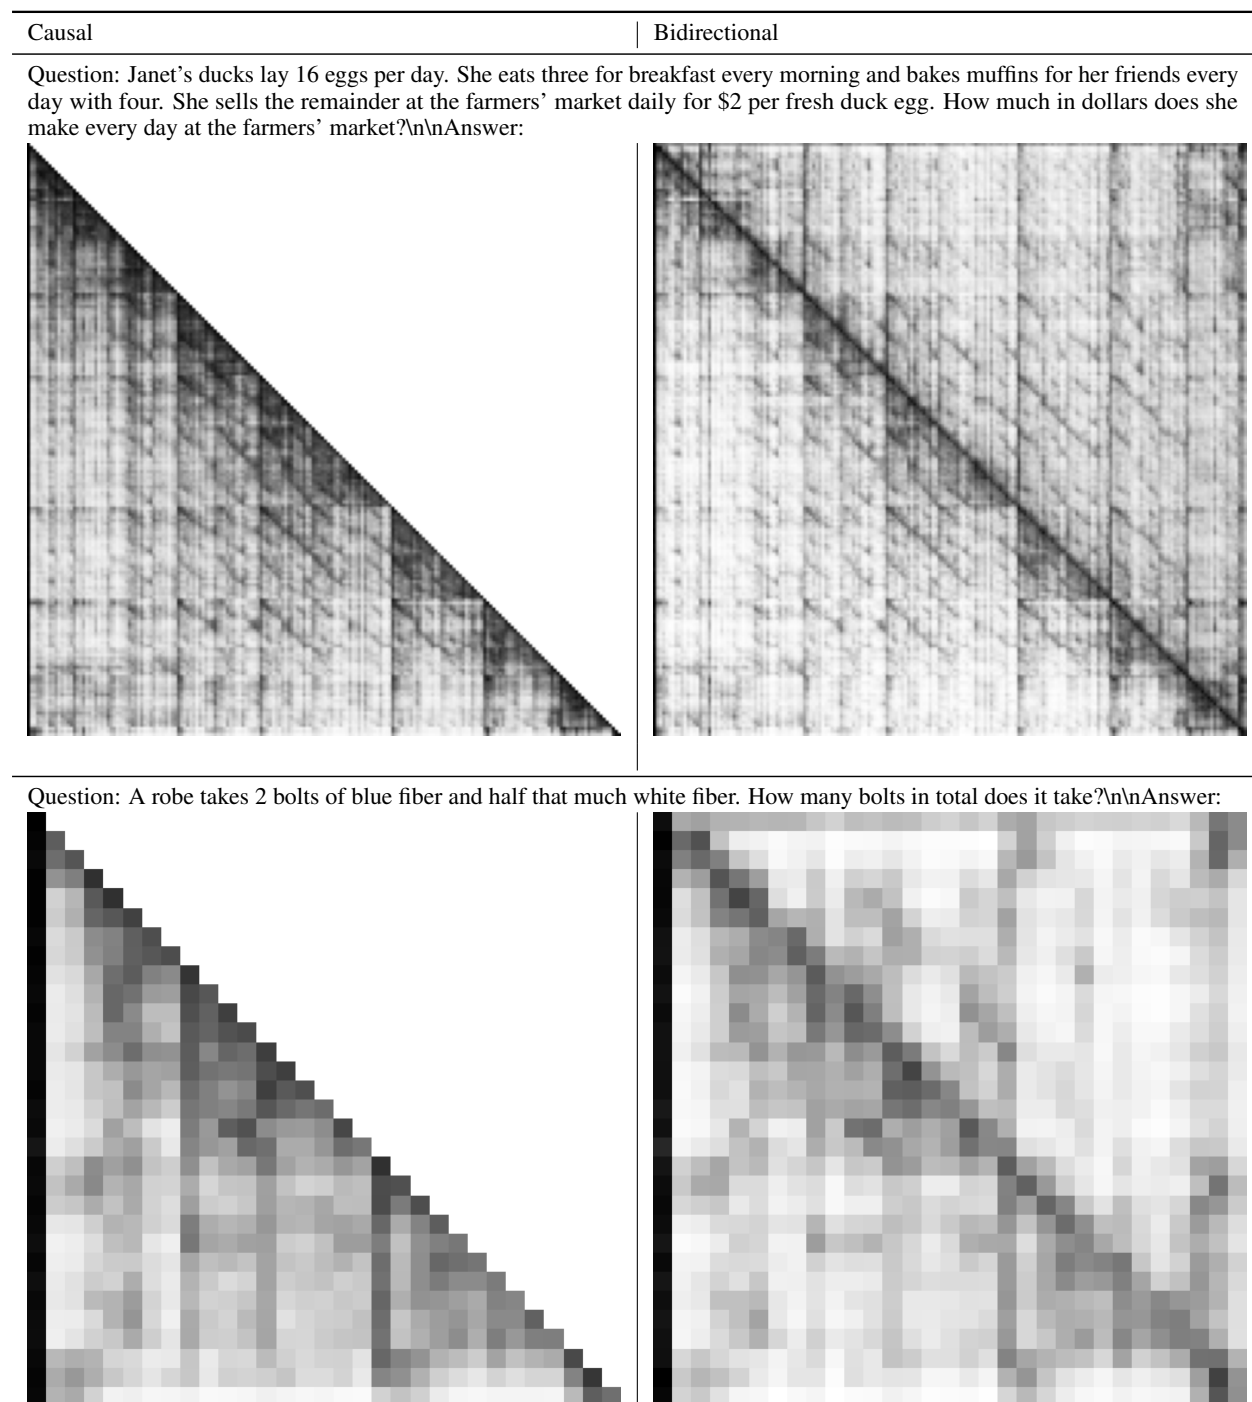 Causal
Bidirectional
Question: Janet's ducks lay 16 eggs per day. She eats three for breakfast every morning and bakes muffins for her friends every
day with four. She sells the remainder at the farmers' market daily for $2 per fresh duck egg. How much in dollars does she
make every day at the farmers' market?\n\nAnswer:
Question: A robe takes 2 bolts of blue fiber and half that much white fiber. How many bolts in total does it take?\n\nAnswer: